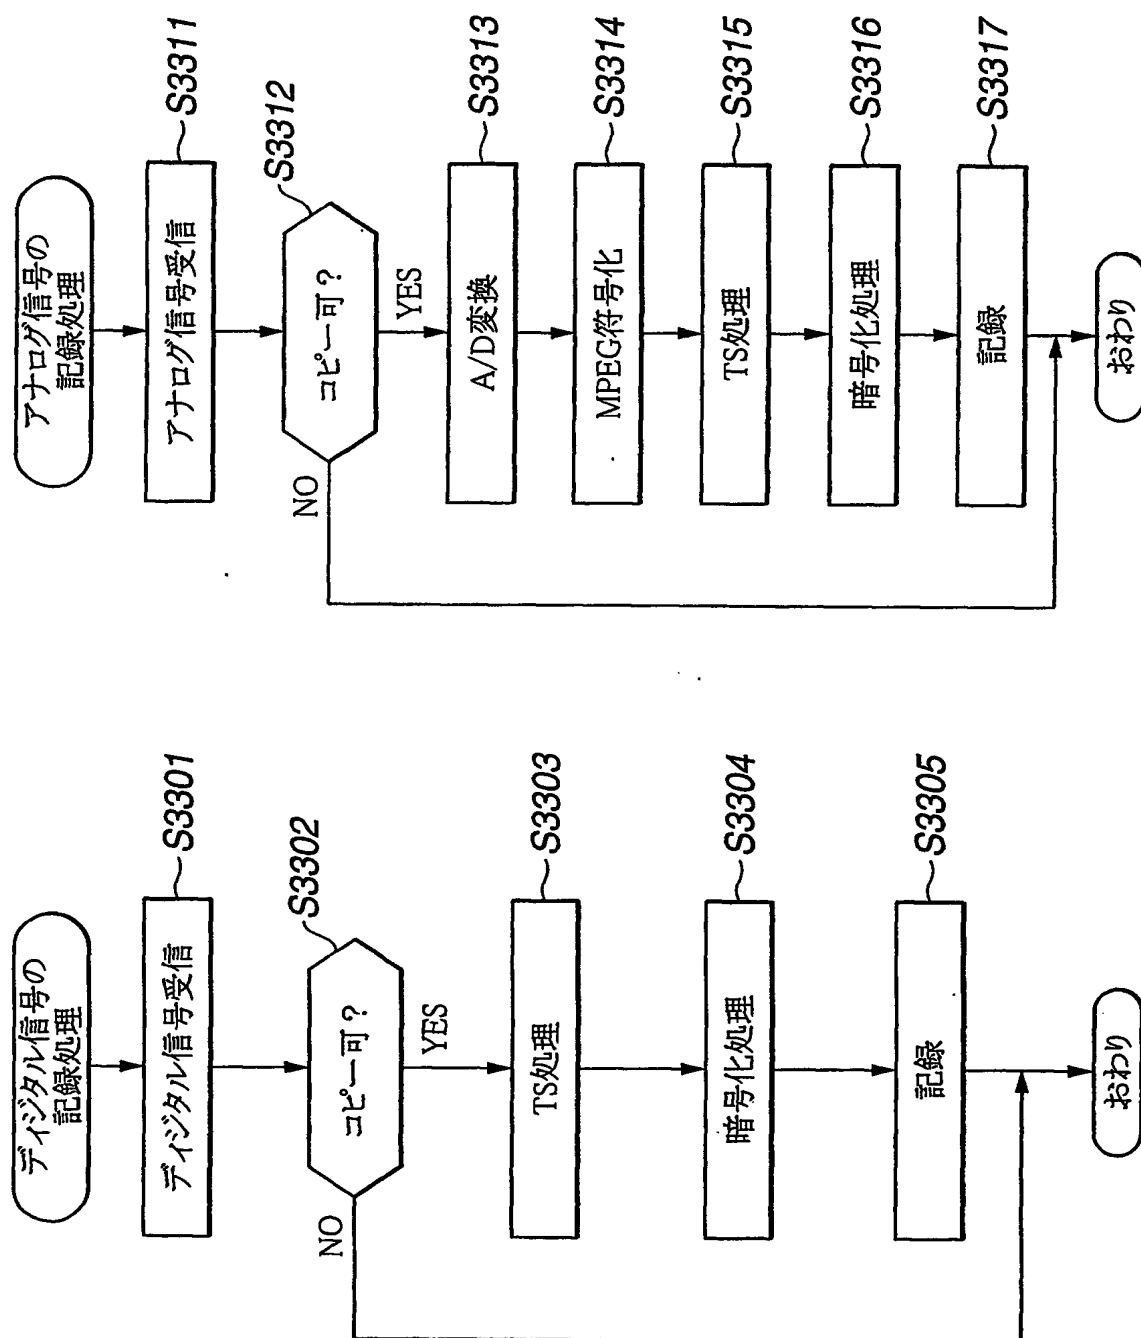 ディジタル信号の
記録処理
ディジタル信号受信
S3301
コピー可？
S3302
YES
NO
TS処理
S3303
暗号化処理
S3304
記録
S3305
おわり
アナログ信号の
記録処理
アナログ信号受信
S3311
コピー可？
S3312
YES
NO
A/D変換
S3313
MPEG符号化
S3314
TS処理
S3315
暗号化処理
S3316
記録
S3317
おわり